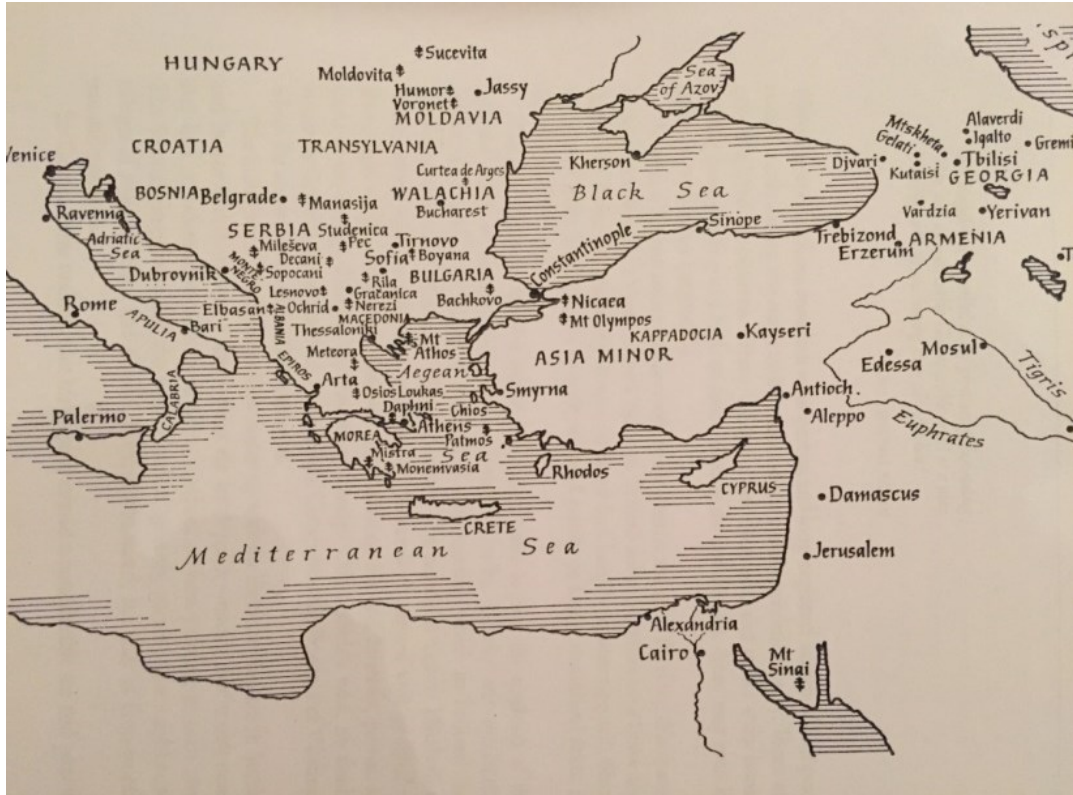 HUNGARY
Sucevita
Moldovita
Humor
Jassy
Voronet
MOLDAVIA
Sea
of Azov
CROATIA
TRANSYLVANIA
Kherson
Djvari
Mtskheta
Gelati
Kutaisi
Alaverdi
Igalto
Gremi
Tbilisi
GEORGIA
Venice
Curtea de Arges
BOSNIA
Belgrade
Manasija
WALACHIA
Bucharest
Black Sea
Vardzia
Yerivan
Ravenna
Adriatic
Sea
SERBIA
Studenica
Mileševa
Pec
Tirnovo
Decani
Sofia
Boyana
Sinope
Trebizond
Erzerum
ARMENIA
Dubrovnik
MONTE-
NEGRO
Sopocani
Rila
BULGARIA
Constantinople
Lesnovo
Gračanica
Bachkovo
Nicaea
Rome
Elbasan
Ochrid
Nerezi
MACEDONIA
Mt Olympos
APULIA
Bari
ALBANIA
Thessaloniki
Mt
Athos
KAPPADOCIA
Kayseri
Mosul
EPIROS
Meteora
Aegean
ASIA MINOR
Edessa
Tigris
CALABRIA
Arta
Osios Loukas
Smyrna
Antioch
Palermo
Daphni
Chios
Aleppo
Euphrates
MOREA
Athens
Patmos
Mistra
Sea
Monemvasia
Rhodos
CYPRUS
Damascus
CRETE
Mediterranean Sea
Jerusalem
Alexandria
Cairo
Mt
Sinai